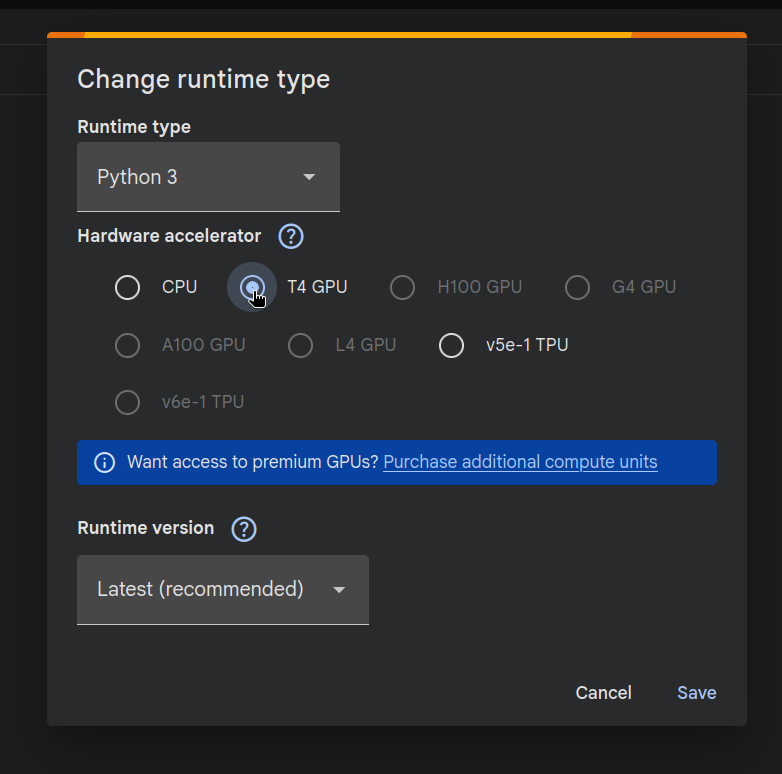 Change runtime type
Runtime type
Python 3
Hardware accelerator ?
CPU T4 GPU H100 GPU G4 GPU
A100 GPU L4 GPU v5e-1 TPU
v6e-1 TPU
Want access to premium GPUs? Purchase additional compute units
Runtime version ?
Latest (recommended)
Cancel Save